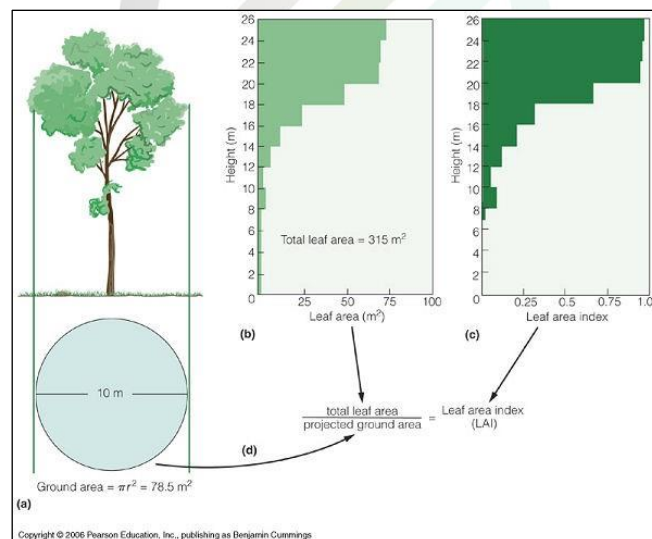 Height (m)
26
24
22
20
18
16
14
12
10
8
6
4
2
0
Total leaf area = 315 m²
25 50 75 100
Leaf area (m²)
(b)
Height (m)
26
24
22
20
18
16
14
12
10
8
6
4
2
0
0.25 0.5 0.75 1.0
Leaf area index
(c)
10 m
total leaf area
projected ground area
= Leaf area index
(LAI)
(d)
Ground area = πr² = 78.5 m²
(a)
Copyright © 2006 Pearson Education, Inc., publishing as Benjamin Cummings